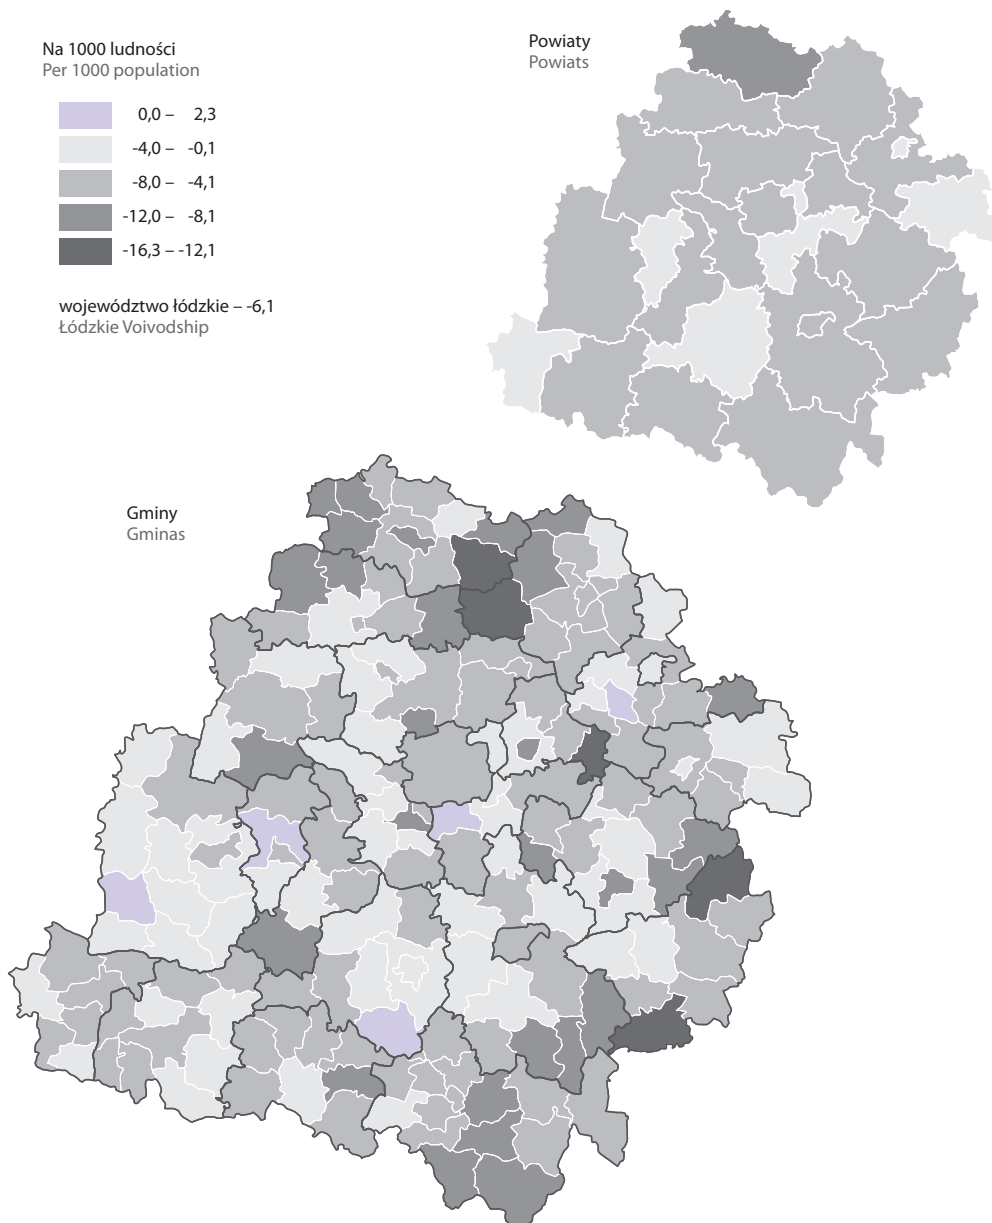 Na 1000 ludności
Per 1000 population
0,0 – 2,3
-4,0 – -0,1
-8,0 – -4,1
-12,0 – -8,1
-16,3 – -12,1
województwo łódzkie – -6,1
Łódzkie Voivodship
Powiaty
Powiats
Gminy
Gminas